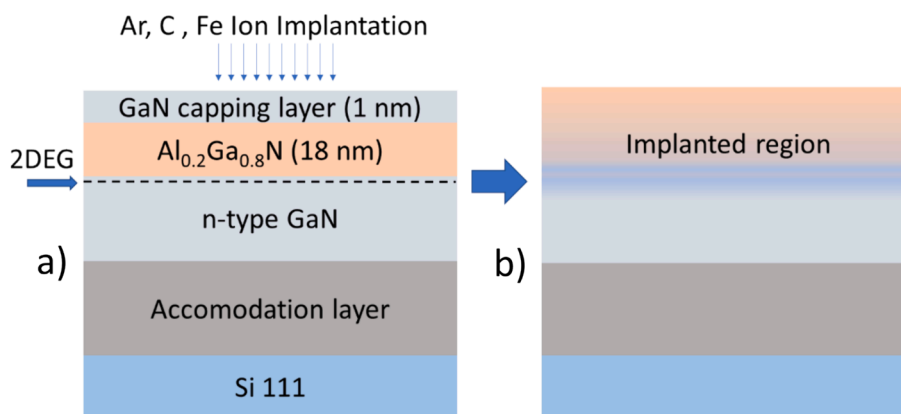 Ar, C , Fe Ion Implantation
GaN capping layer (1 nm)
Al0.2Ga0.8N (18 nm)
2DEG
n-type GaN
a)
Accomodation layer
Si 111
Implanted region
b)